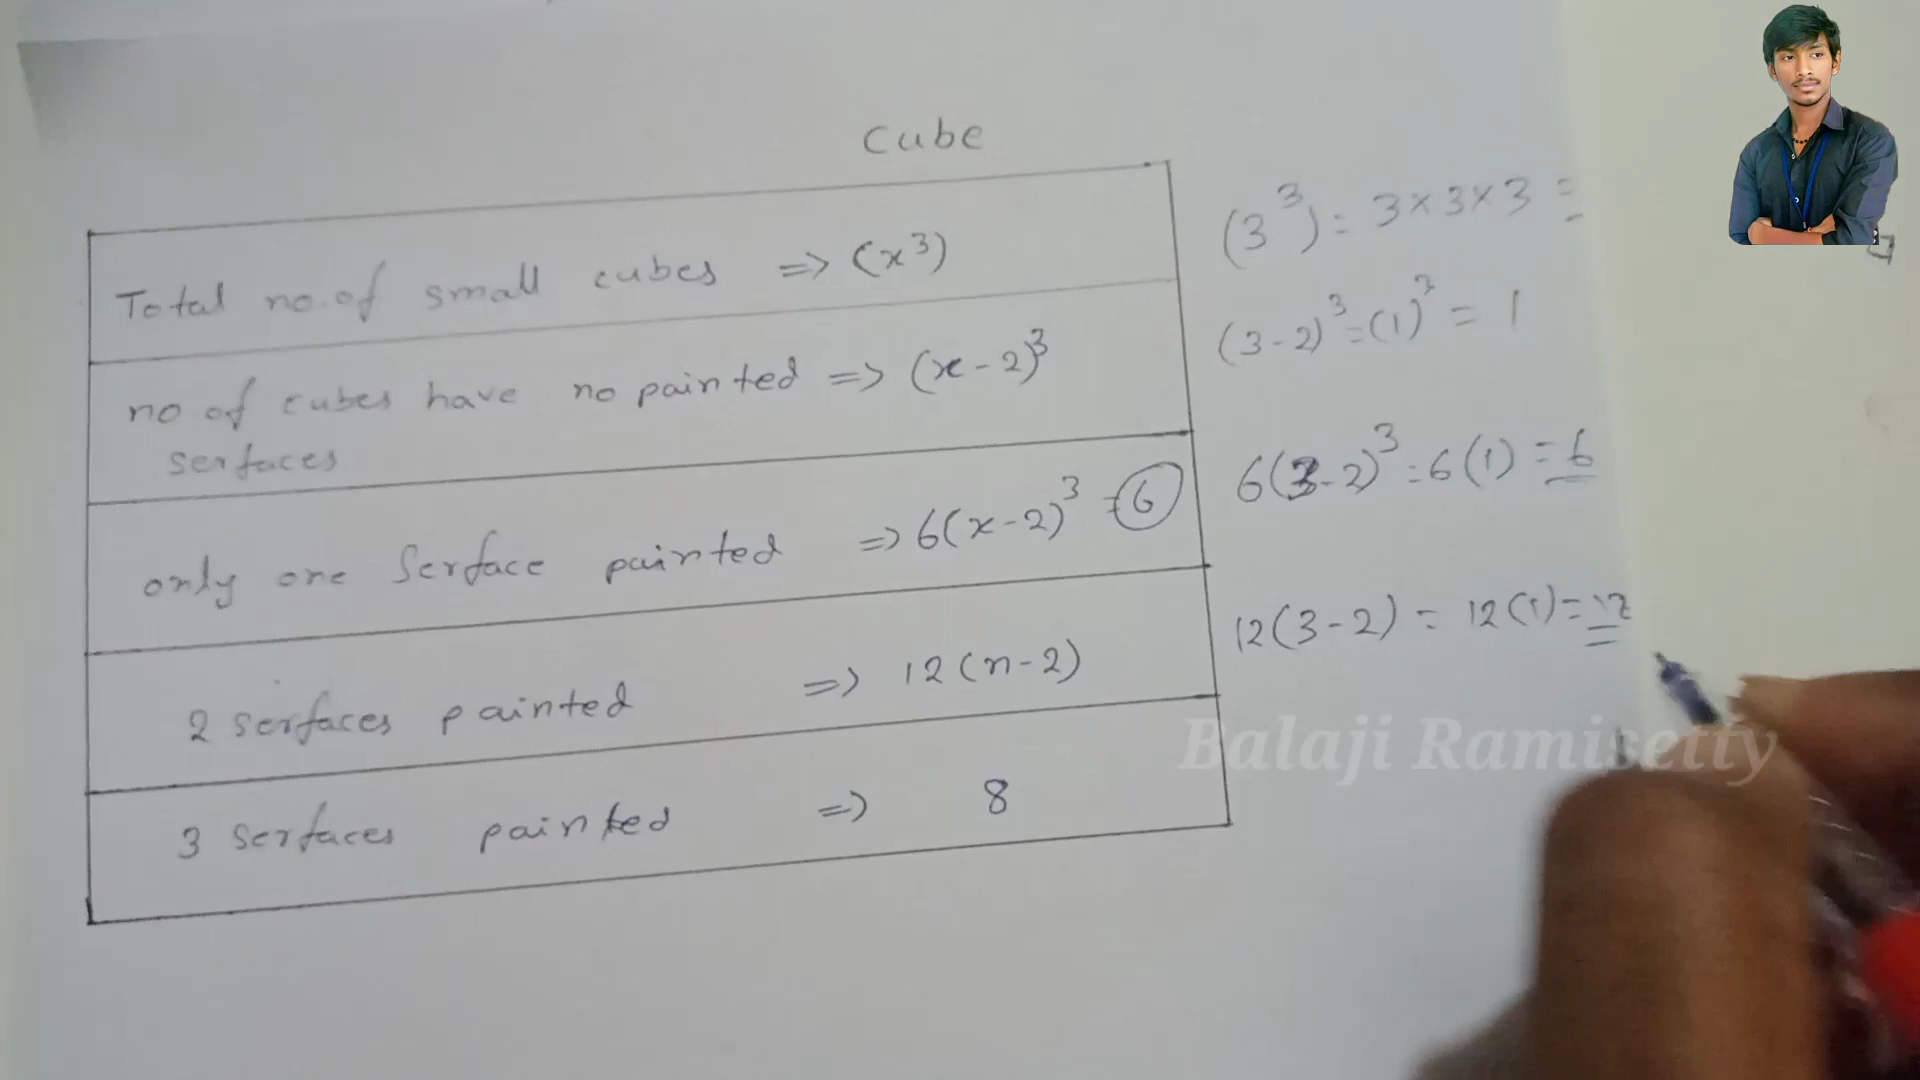 Cube
Total no.of small cubes => (x³)
no of cubes have no painted => (x-2)³
serfaces
only one Serface painted => 6(x-2)³ = 6
2 serfaces painted => 12(n-2)
3 serfaces painted => 8
(3³) = 3×3×3 =
(3-2)³ = (1)³ = 1
6(3-2)³ = 6(1) = 6
12(3-2) = 12(1) = 12
Balaji Ramisetty